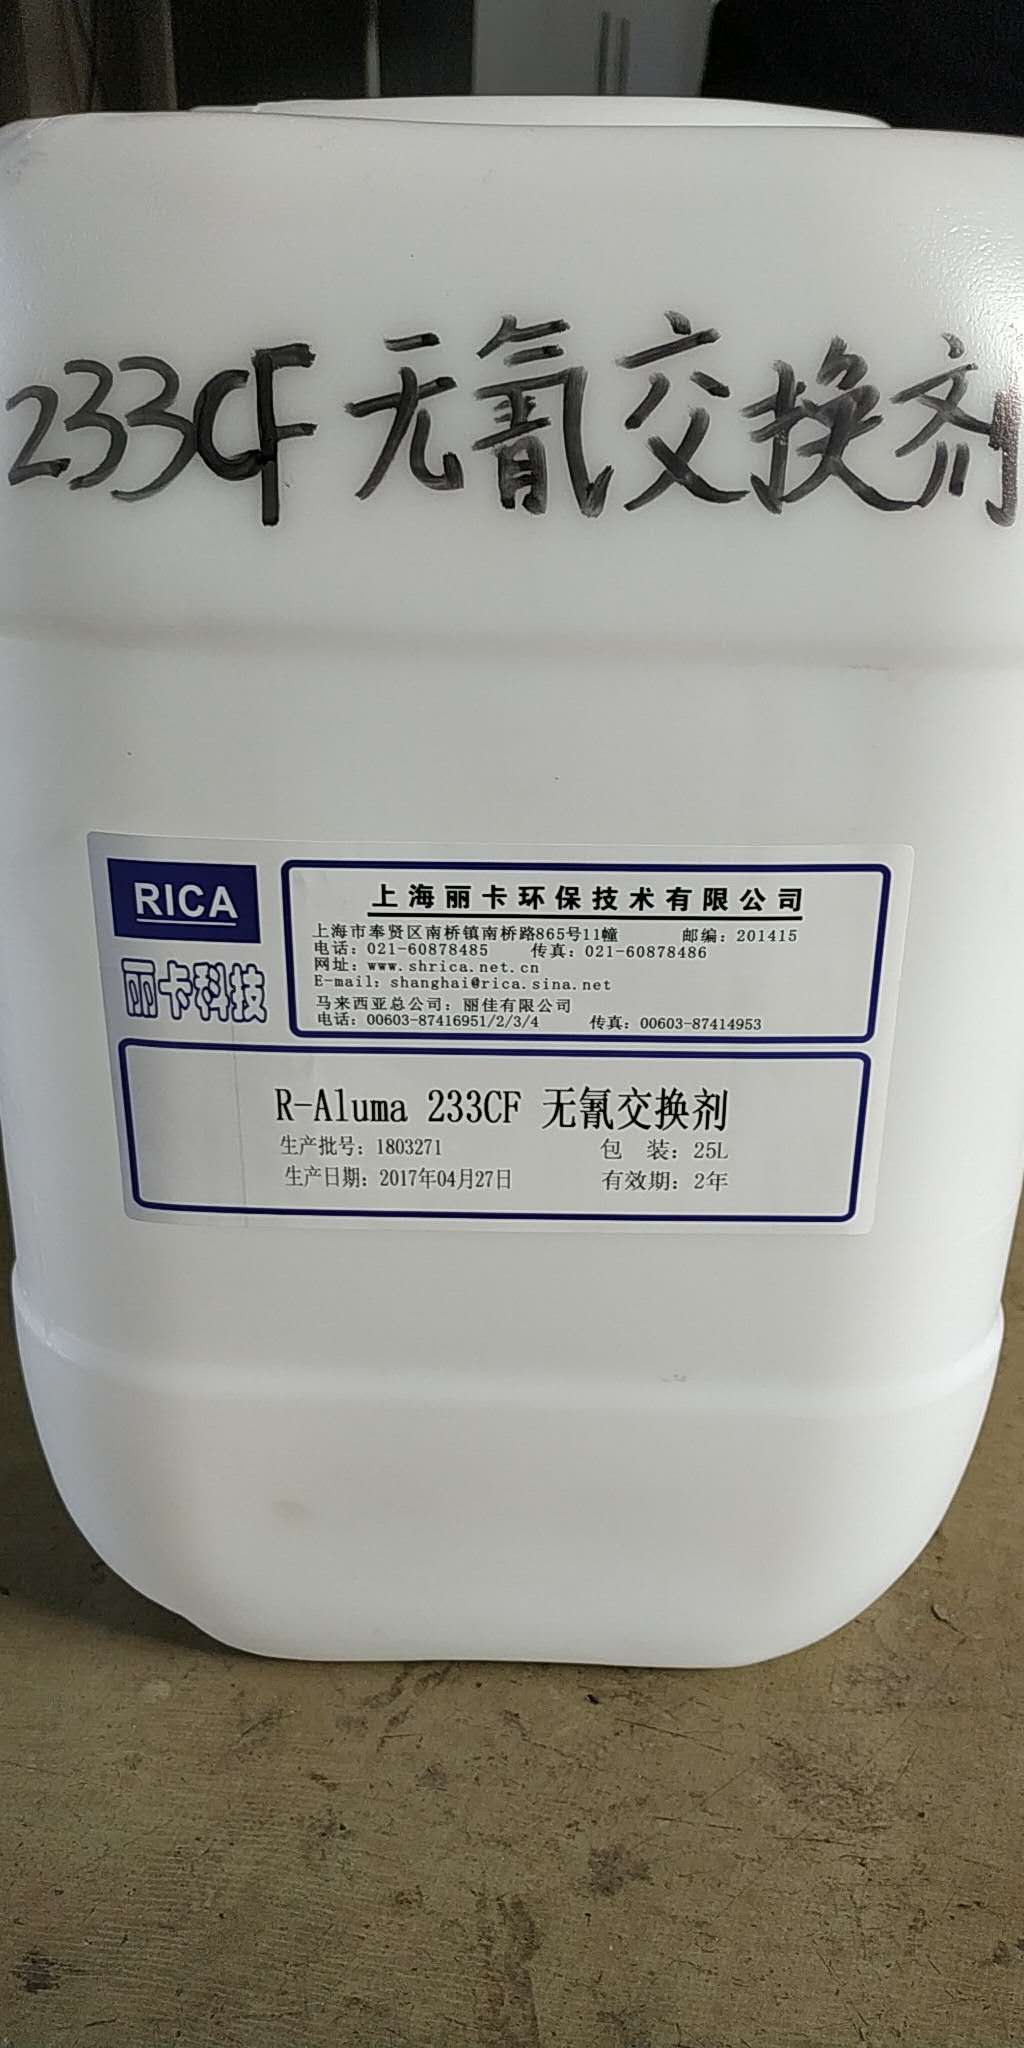 233CF 无氰交换剂
RICA
丽卡科技
上海丽卡环保技术有限公司
上海市奉贤区南桥镇南桥路865号11幢 邮编：201415
电话：021-60878485 传真：021-60878486
网址：www.shrica.net.cn
E-mail：shanghai@rica.sina.net
马来西亚总公司：丽佳有限公司
电话：00603-87416951/2/3/4 传真：00603-87414953
R-Aluma 233CF 无氰交换剂
生产批号：1803271 包 装：25L
生产日期：2017年04月27日 有效期：2年